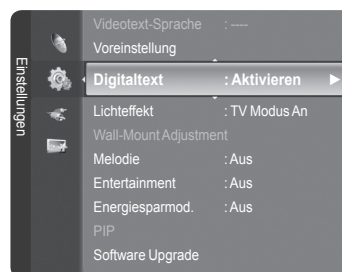 Einstellungen
Videotext-Sprache : ----
Voreinstellung
Digitaltext : Aktivieren
Lichteffekt : TV Modus An
Wall-Mount Adjustment
Melodie : Aus
Entertainment : Aus
Energiesparmod. : Aus
PIP
Software Upgrade